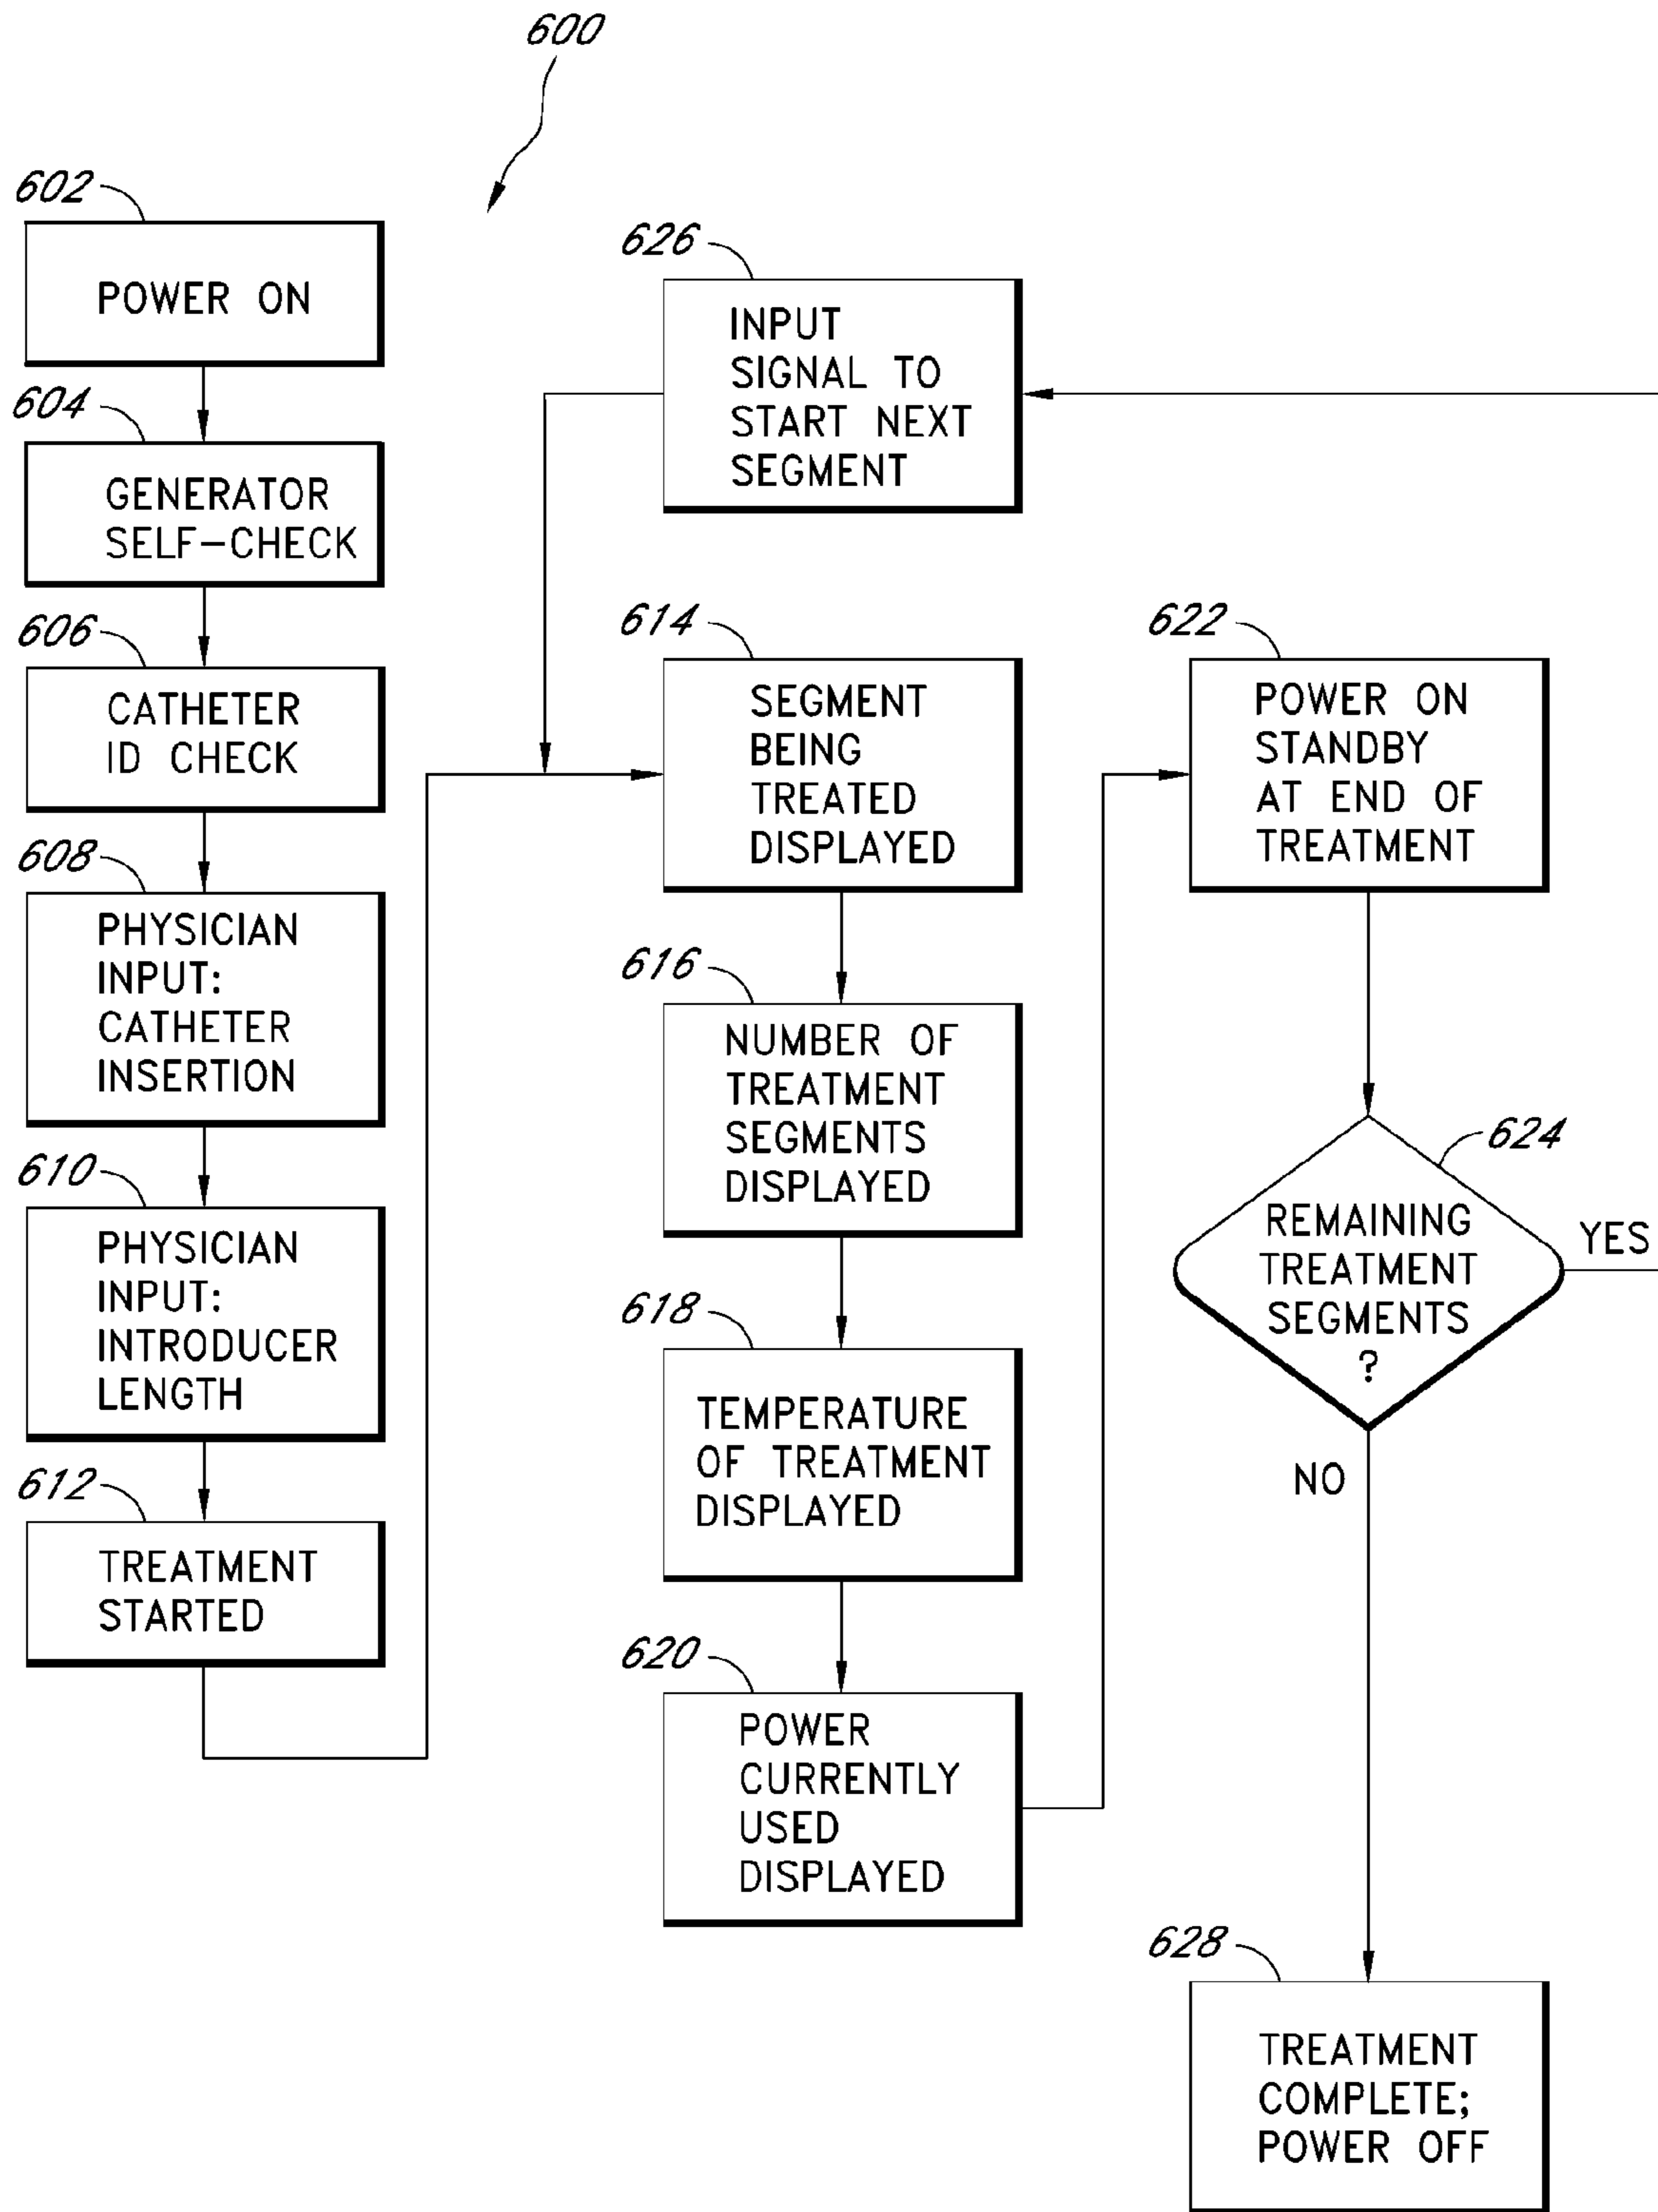 600
602
POWER ON
604
GENERATOR
SELF-CHECK
606
CATHETER
ID CHECK
608
PHYSICIAN
INPUT:
CATHETER
INSERTION
610
PHYSICIAN
INPUT:
INTRODUCER
LENGTH
612
TREATMENT
STARTED
626
INPUT
SIGNAL TO
START NEXT
SEGMENT
614
SEGMENT
BEING
TREATED
DISPLAYED
616
NUMBER OF
TREATMENT
SEGMENTS
DISPLAYED
618
TEMPERATURE
OF TREATMENT
DISPLAYED
620
POWER
CURRENTLY
USED
DISPLAYED
622
POWER ON
STANDBY
AT END OF
TREATMENT
624
REMAINING
TREATMENT
SEGMENTS
?
YES
NO
628
TREATMENT
COMPLETE;
POWER OFF